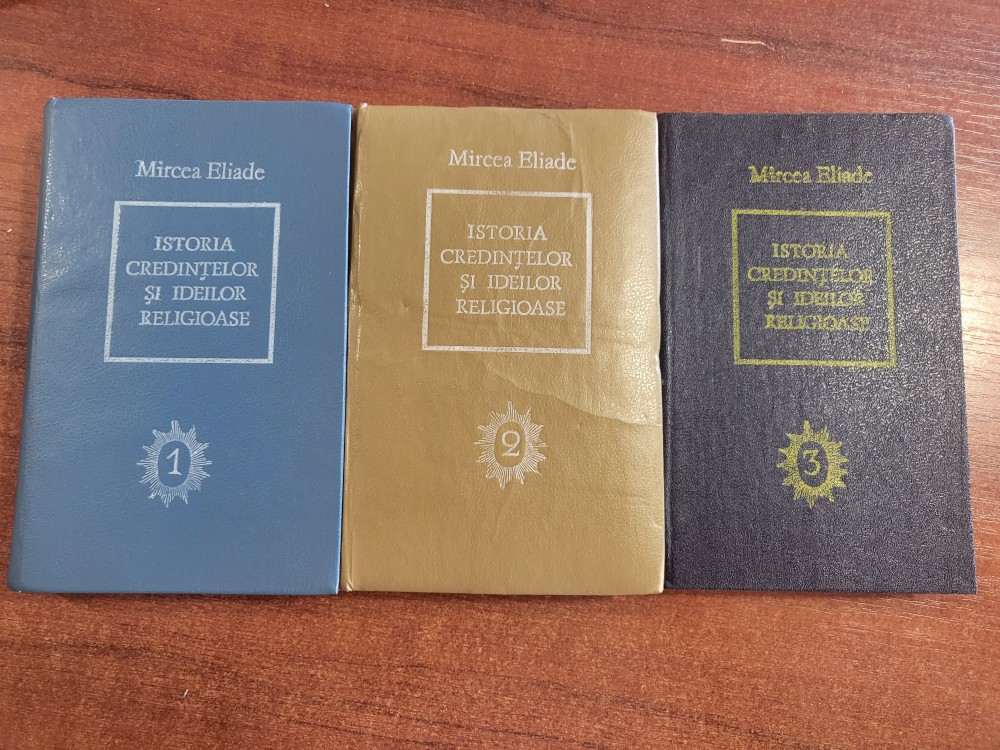 Mircea Eliade
ISTORIA
CREDINȚELOR
ȘI IDEILOR
RELIGIOASE
1
Mircea Eliade
ISTORIA
CREDINȚELOR
ȘI IDEILOR
RELIGIOASE
2
Mircea Eliade
ISTORIA
CREDINȚELOR
ȘI IDEILOR
RELIGIOASE
3